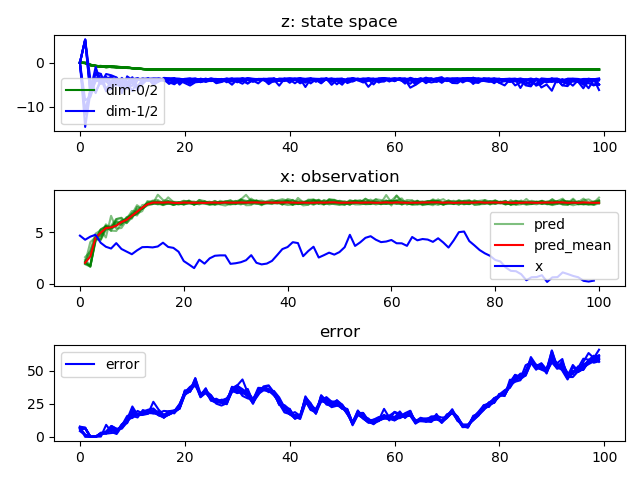 z: state space
0
−10
dim-0/2
dim-1/2
0 20 40 60 80 100
x: observation
5
0
pred
pred_mean
x
0 20 40 60 80 100
error
50
25
0
error
0 20 40 60 80 100